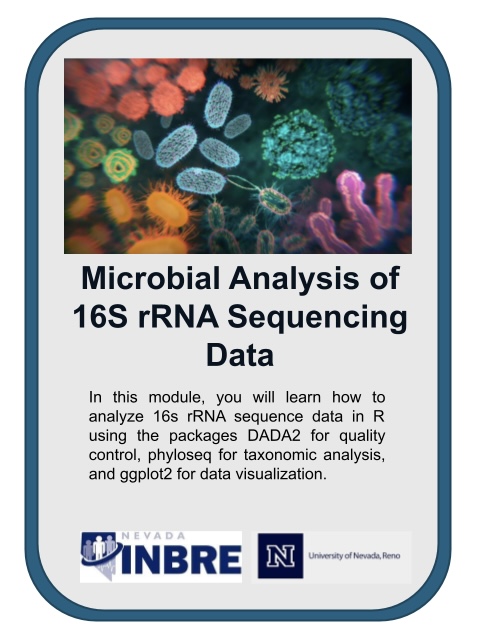 Microbial Analysis of
16S rRNA Sequencing
Data
In this module, you will learn how to
analyze 16s rRNA sequence data in R
using the packages DADA2 for quality
control, phyloseq for taxonomic analysis,
and ggplot2 for data visualization.
NEVADA
INBRE
N
University of Nevada, Reno